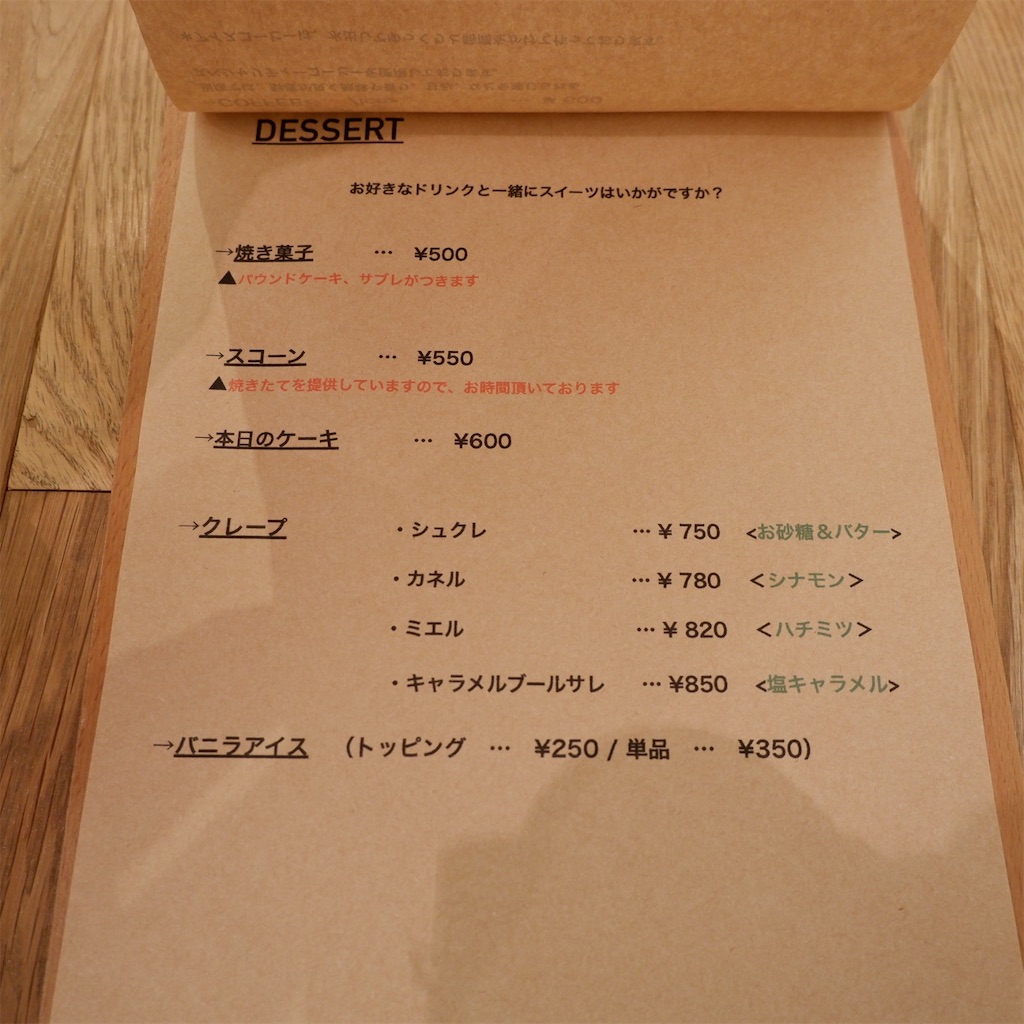 DESSERT
お好きなドリンクと一緒にスイーツはいかがですか？
→焼き菓子 … ¥500
▲パウンドケーキ、サブレがつきます
→スコーン … ¥550
▲焼きたてを提供していますので、お時間頂いております
→本日のケーキ … ¥600
→クレープ ・シュクレ … ¥ 750 <お砂糖＆バター>
・カネル … ¥ 780 ＜シナモン＞
・ミエル … ¥ 820 ＜ハチミツ＞
・キャラメルブールサレ … ¥850 <塩キャラメル>
→バニラアイス （トッピング … ¥250 / 単品 … ¥350）